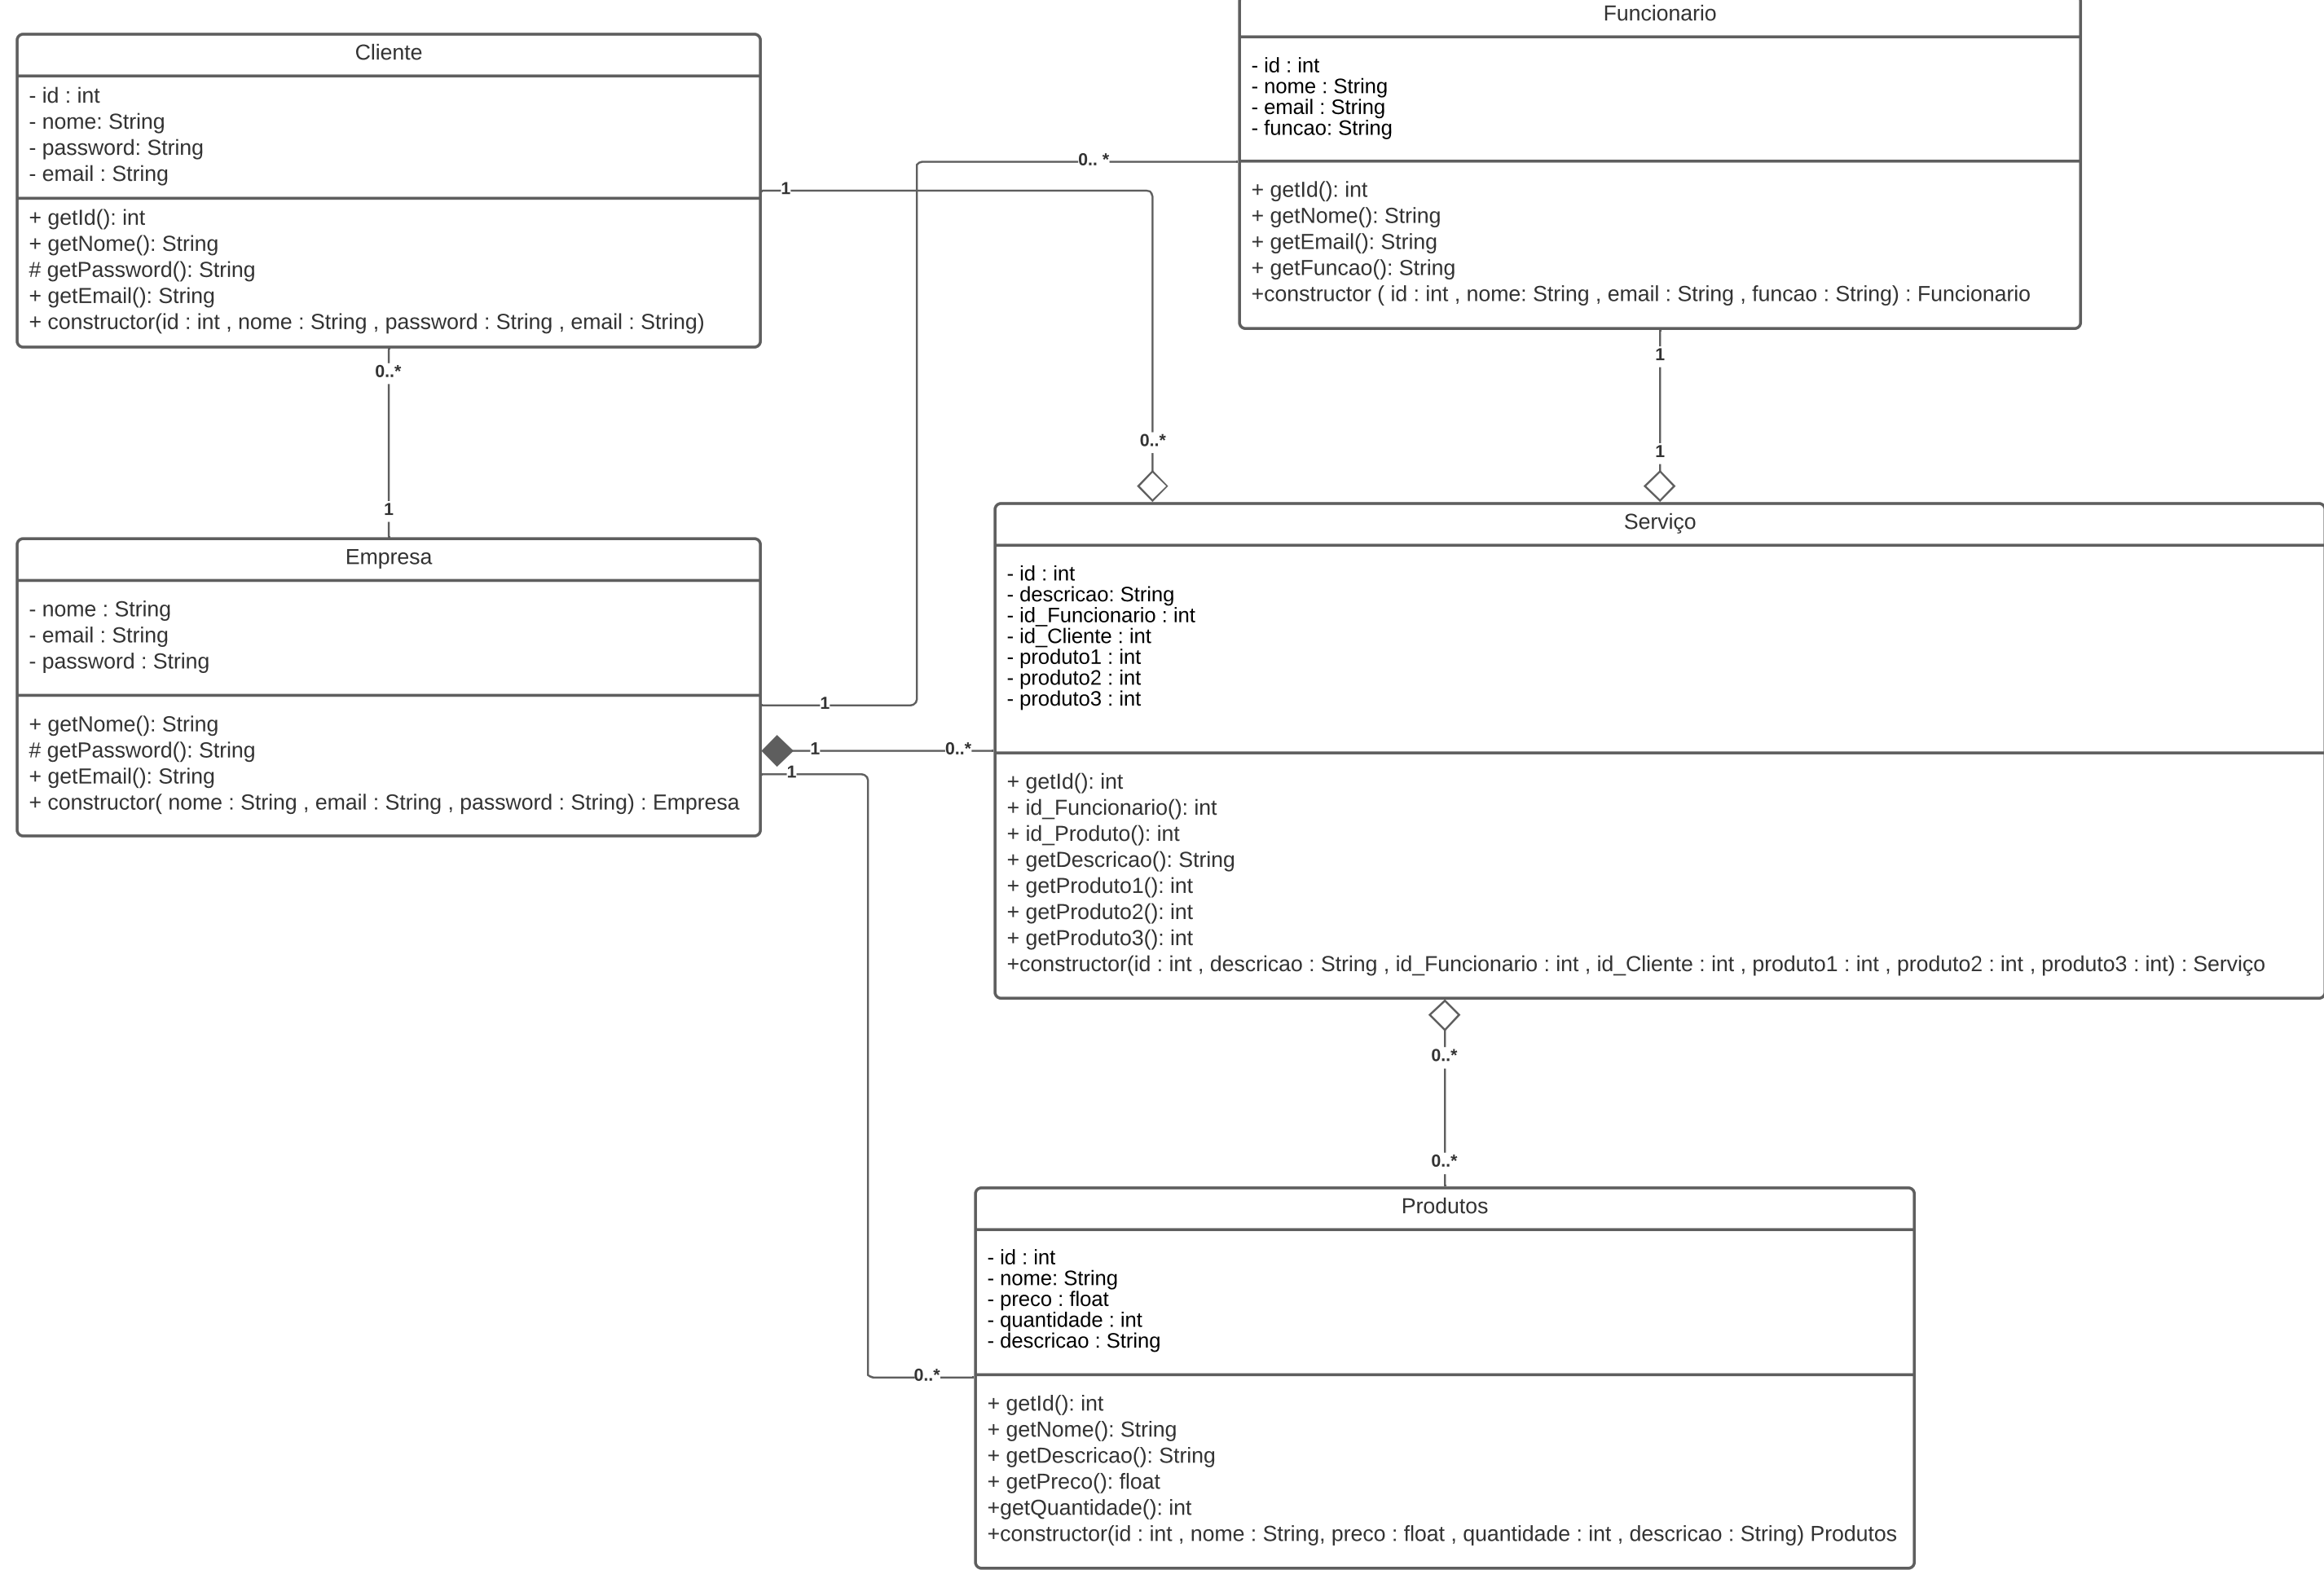 Funcionario
- id : int
- nome : String
- email : String
- funcao: String
+ getId(): int
+ getNome(): String
+ getEmail(): String
+ getFuncao(): String
+constructor ( id : int , nome: String , email : String , funcao : String) : Funcionario
Cliente
- id : int
- nome: String
- password: String
- email : String
+ getId(): int
+ getNome(): String
# getPassword(): String
+ getEmail(): String
+ constructor(id : int , nome : String , password : String , email : String)
0.. *
1
0..*
1
1
0..*
1
1
Empresa
- nome : String
- email : String
- password : String
+ getNome(): String
# getPassword(): String
+ getEmail(): String
+ constructor( nome : String , email : String , password : String) : Empresa
1
1
0..*
1
Serviço
- id : int
- descricao: String
- id_Funcionario : int
- id_Cliente : int
- produto1 : int
- produto2 : int
- produto3 : int
+ getId(): int
+ id_Funcionario(): int
+ id_Produto(): int
+ getDescricao(): String
+ getProduto1(): int
+ getProduto2(): int
+ getProduto3(): int
+constructor(id : int , descricao : String , id_Funcionario : int , id_Cliente : int , produto1 : int , produto2 : int , produto3 : int) : Serviço
0..*
0..*
0..*
Produtos
- id : int
- nome: String
- preco : float
- quantidade : int
- descricao : String
+ getId(): int
+ getNome(): String
+ getDescricao(): String
+ getPreco(): float
+getQuantidade(): int
+constructor(id : int , nome : String, preco : float , quantidade : int , descricao : String) Produtos